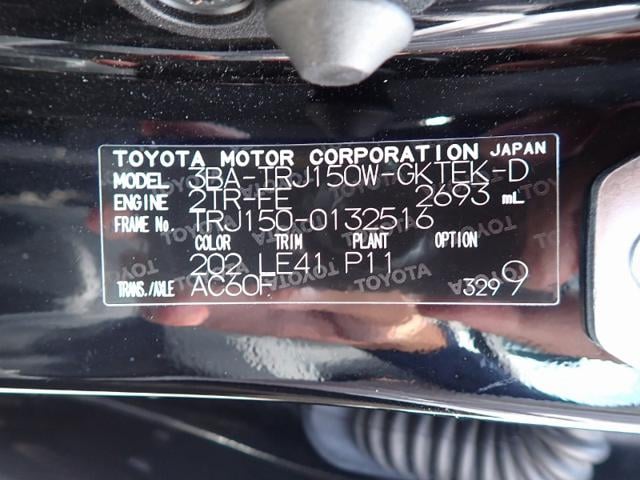 TOYOTA MOTOR CORPORATION JAPAN
MODEL 3BA-TRJ150W-GKTEK-D
ENGINE 2TR-FE 2693 mL
FRAME No. TRJ150-0132516
COLOR TRIM PLANT OPTION
202 LE41 P11
TRANS./AXLE AC60F 329 9